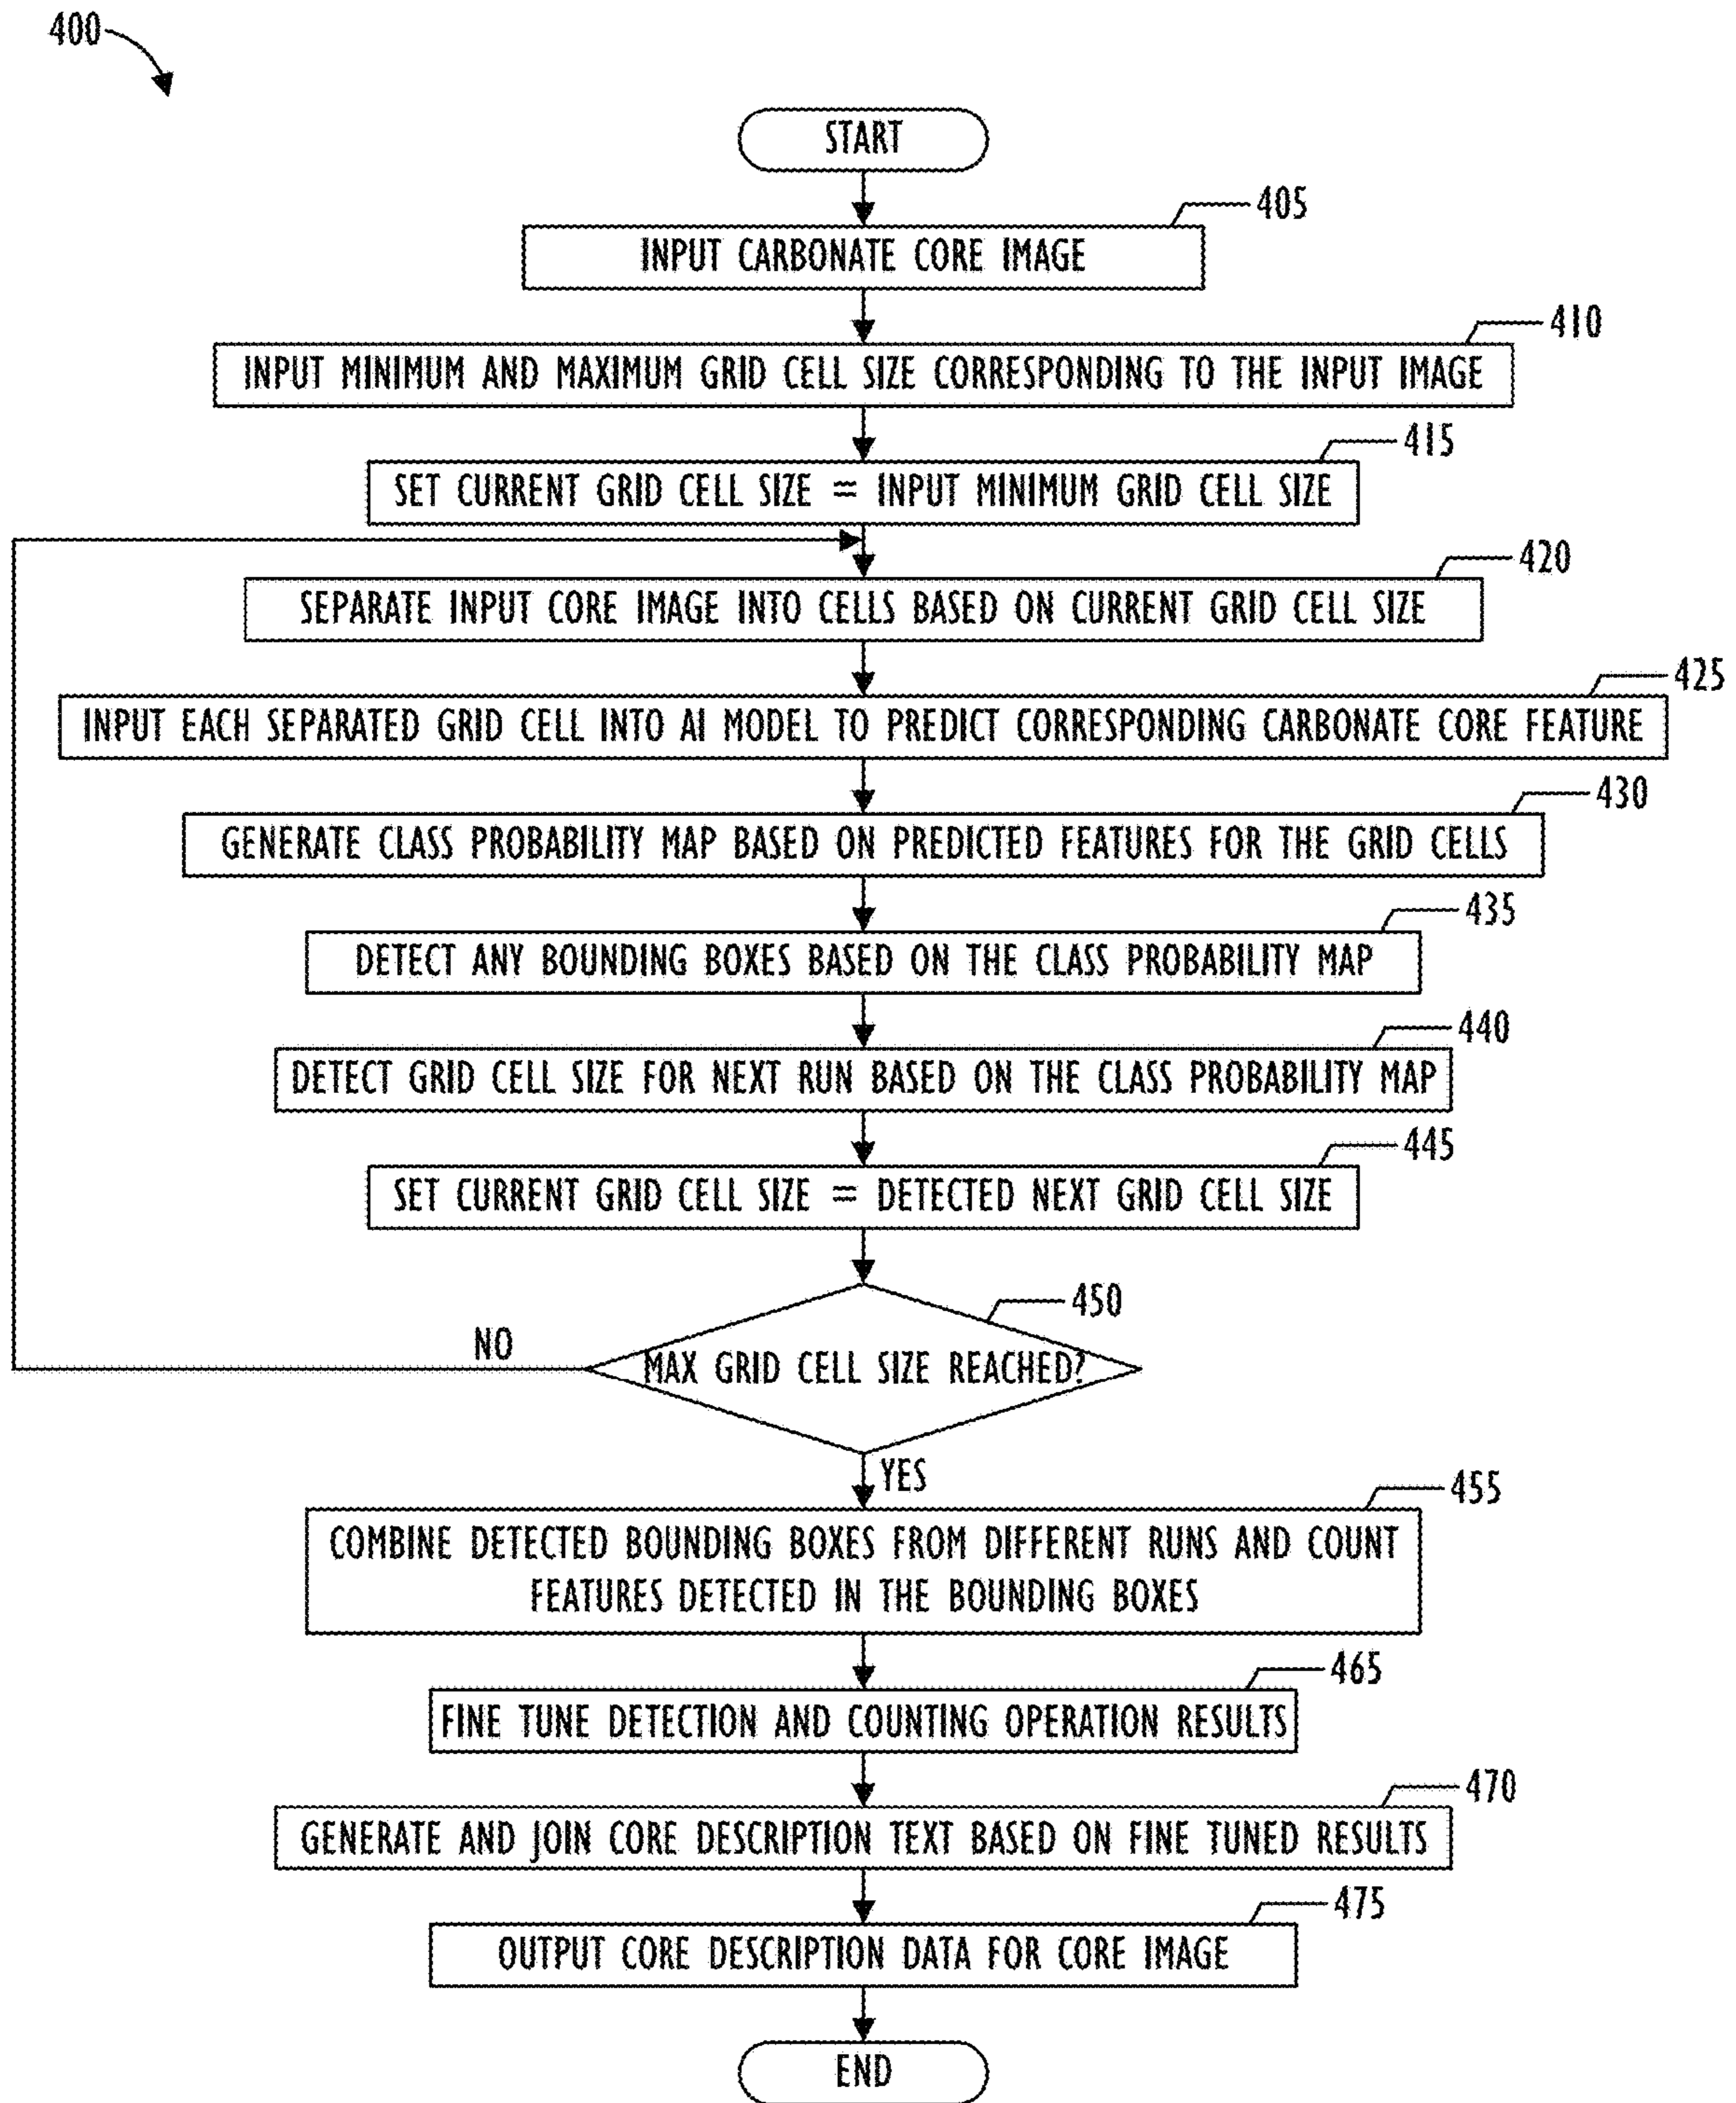 400
START
405
INPUT CARBONATE CORE IMAGE
410
INPUT MINIMUM AND MAXIMUM GRID CELL SIZE CORRESPONDING TO THE INPUT IMAGE
415
SET CURRENT GRID CELL SIZE = INPUT MINIMUM GRID CELL SIZE
420
SEPARATE INPUT CORE IMAGE INTO CELLS BASED ON CURRENT GRID CELL SIZE
425
INPUT EACH SEPARATED GRID CELL INTO AI MODEL TO PREDICT CORRESPONDING CARBONATE CORE FEATURE
430
GENERATE CLASS PROBABILITY MAP BASED ON PREDICTED FEATURES FOR THE GRID CELLS
435
DETECT ANY BOUNDING BOXES BASED ON THE CLASS PROBABILITY MAP
440
DETECT GRID CELL SIZE FOR NEXT RUN BASED ON THE CLASS PROBABILITY MAP
445
SET CURRENT GRID CELL SIZE = DETECTED NEXT GRID CELL SIZE
450
NO
MAX GRID CELL SIZE REACHED?
YES
455
COMBINE DETECTED BOUNDING BOXES FROM DIFFERENT RUNS AND COUNT
FEATURES DETECTED IN THE BOUNDING BOXES
465
FINE TUNE DETECTION AND COUNTING OPERATION RESULTS
470
GENERATE AND JOIN CORE DESCRIPTION TEXT BASED ON FINE TUNED RESULTS
475
OUTPUT CORE DESCRIPTION DATA FOR CORE IMAGE
END